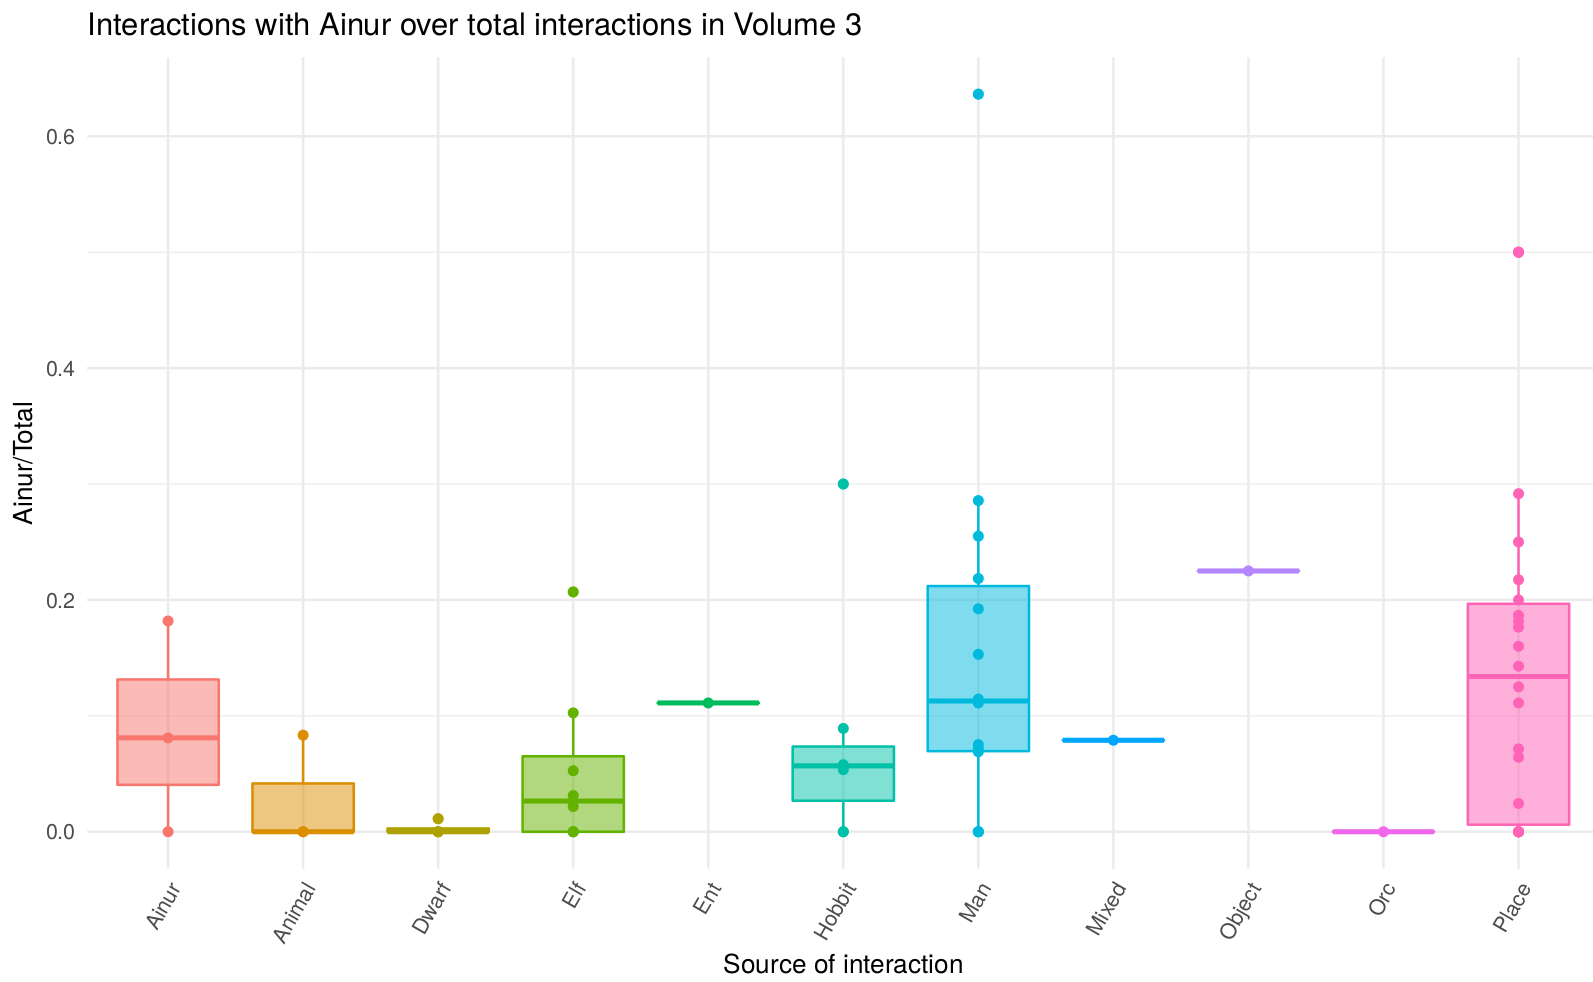 Interactions with Ainur over total interactions in Volume 3
Ainur/Total
0.6
0.4
0.2
0.0
Ainur
Animal
Dwarf
Elf
Ent
Hobbit
Man
Mixed
Object
Orc
Place
Source of interaction